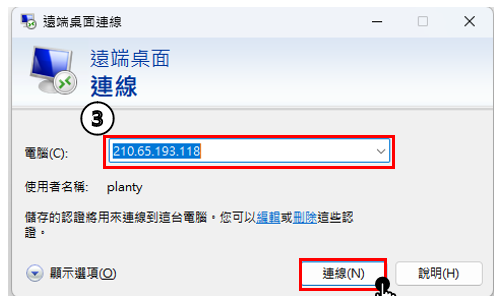 遠端桌面連線
遠端桌面
連線
3
電腦(C):
210.65.193.118
使用者名稱: planty
儲存的認證將用來連線到這台電腦。您可以編輯或刪除這些認
證。
顯示選項(O)
連線(N)
說明(H)